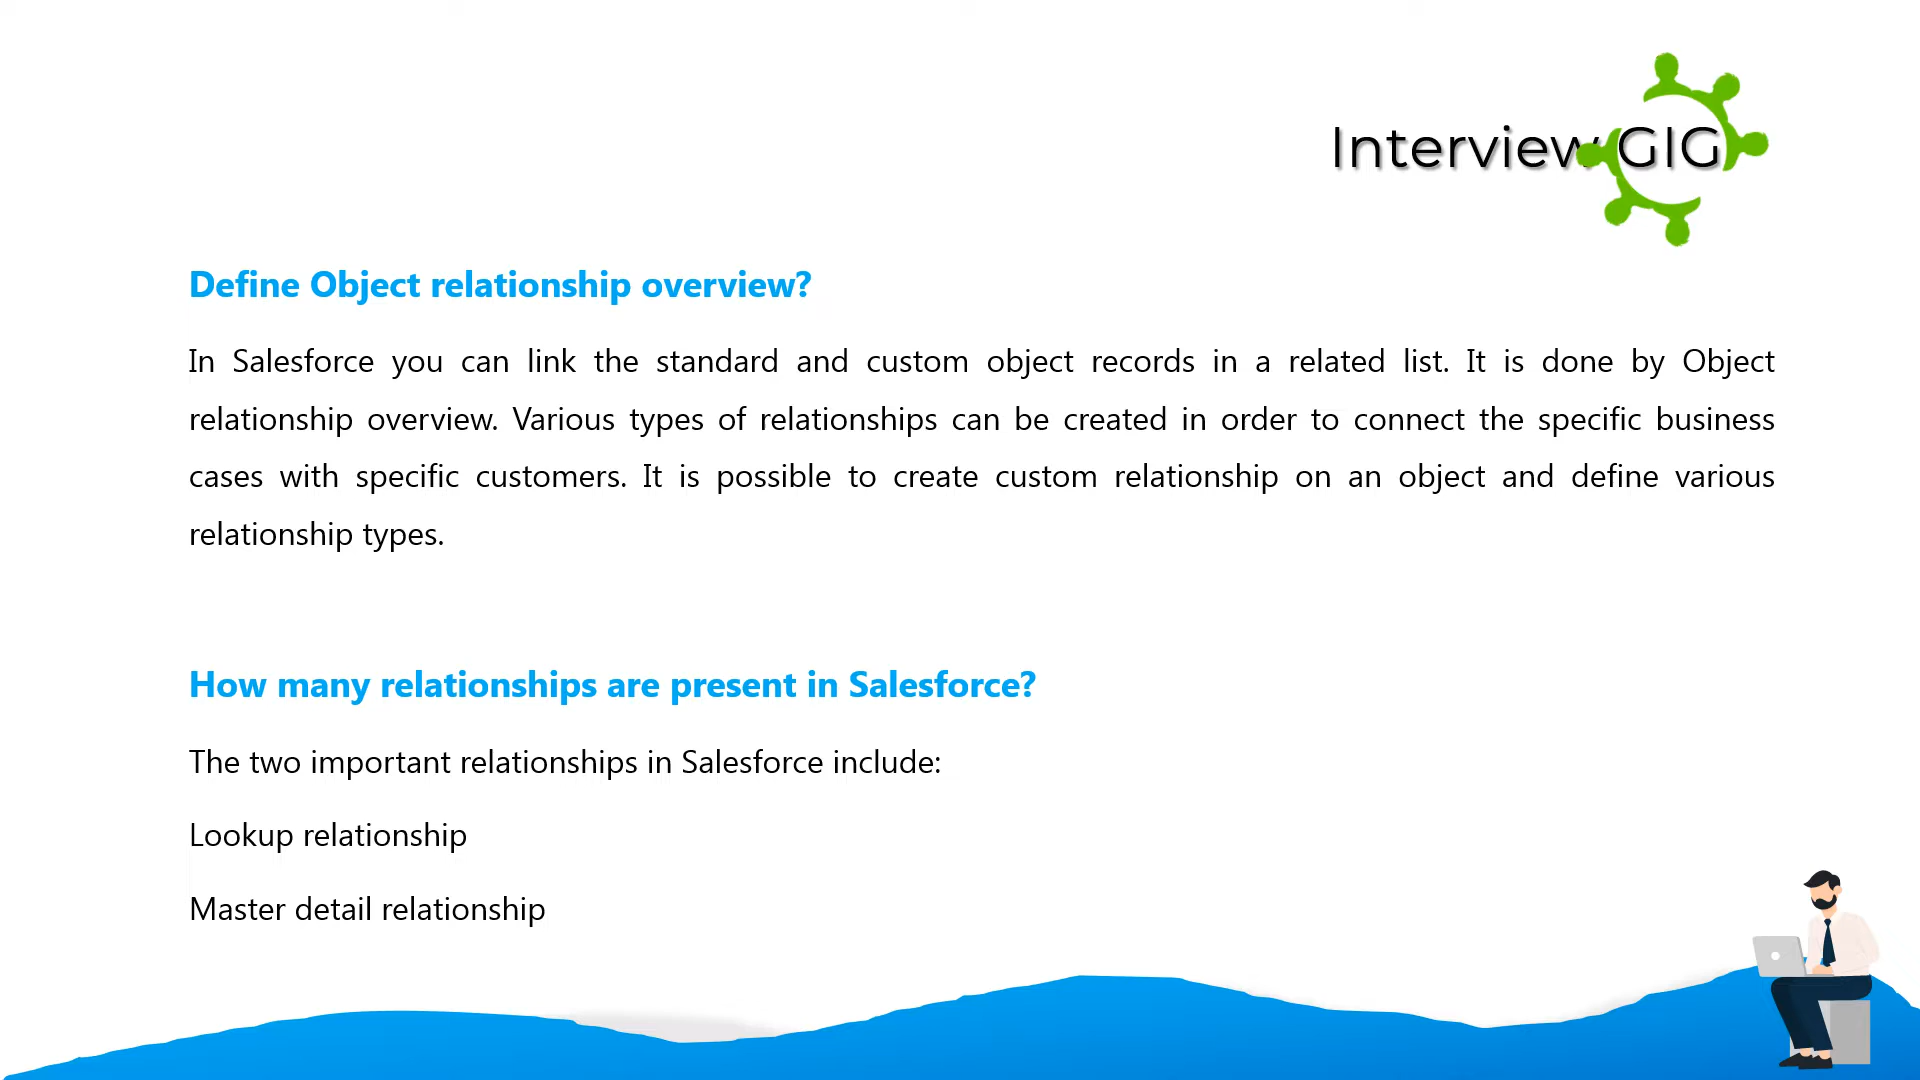 Interview GIG
Define Object relationship overview?
In Salesforce you can link the standard and custom object records in a related list. It is done by Object
relationship overview. Various types of relationships can be created in order to connect the specific business
cases with specific customers. It is possible to create custom relationship on an object and define various
relationship types.
How many relationships are present in Salesforce?
The two important relationships in Salesforce include:
Lookup relationship
Master detail relationship